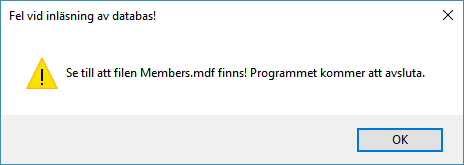 Fel vid inläsning av databas!
Se till att filen Members.mdf finns! Programmet kommer att avsluta.
OK